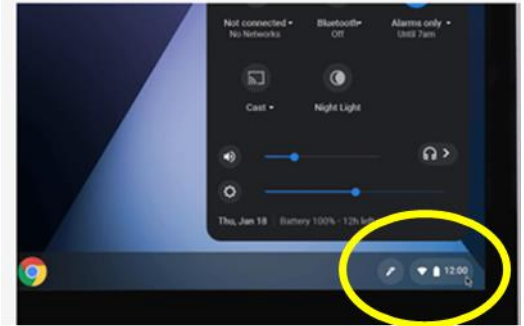 Not connected Bluetooth Alarms only
No Networks Off Until 7am
Cast Night Light
Thu, Jan 18 Battery 100% - 12h left
12:00